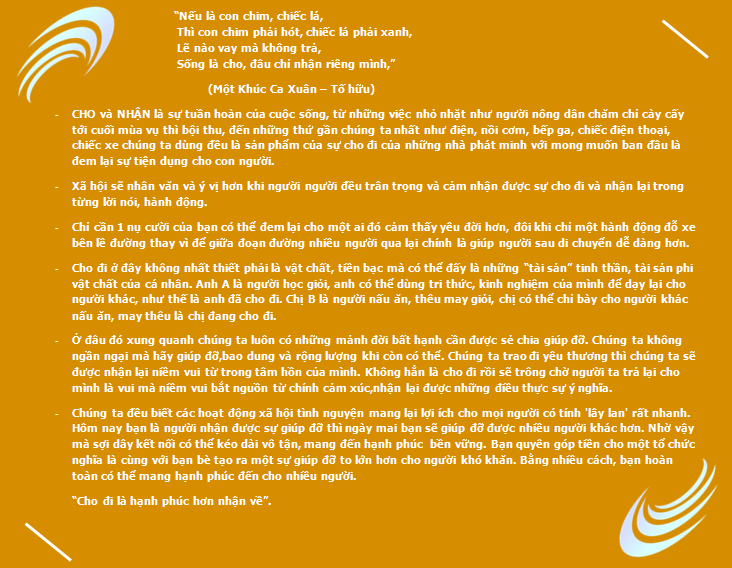 “Nếu là con chim, chiếc lá,
Thì con chim phải hót, chiếc lá phải xanh,
Lẽ nào vay mà không trả,
Sống là cho, đâu chỉ nhận riêng mình,”
(Một Khúc Ca Xuân – Tố hữu)
- CHO và NHẬN là sự tuần hoàn của cuộc sống, từ những việc nhỏ nhặt như người nông dân chăm chỉ cày cấy
tới cuối mùa vụ thì bội thu, đến những thứ gần chúng ta nhất như điện, nồi cơm, bếp ga, chiếc điện thoại,
chiếc xe chúng ta dùng đều là sản phẩm của sự cho đi của những nhà phát minh với mong muốn ban đầu là
đem lại sự tiện dụng cho con người.
- Xã hội sẽ nhân văn và ý vị hơn khi người người đều trân trọng và cảm nhận được sự cho đi và nhận lại trong
từng lời nói, hành động.
- Chỉ cần 1 nụ cười của bạn có thể đem lại cho một ai đó cảm thấy yêu đời hơn, đôi khi chỉ một hành động đỗ xe
bên lề đường thay vì để giữa đoạn đường nhiều người qua lại chính là giúp người sau di chuyển dễ dàng hơn.
- Cho đi ở đây không nhất thiết phải là vật chất, tiền bạc mà có thể đấy là những “tài sản” tinh thần, tài sản phi
vật chất của cá nhân. Anh A là người học giỏi, anh có thể dùng tri thức, kinh nghiệm của mình để dạy lại cho
người khác, như thế là anh đã cho đi. Chị B là người nấu ăn, thêu may giỏi, chị có thể chỉ bày cho người khác
nấu ăn, may thêu là chị đang cho đi.
- Ở đâu đó xung quanh chúng ta luôn có những mảnh đời bất hạnh cần được sẻ chia giúp đỡ. Chúng ta không
ngần ngại mà hãy giúp đỡ,bao dung và rộng lượng khi còn có thể. Chúng ta trao đi yêu thương thì chúng ta sẽ
được nhận lại niềm vui từ trong tâm hồn của mình. Không hẳn là cho đi rồi sẽ trông chờ người ta trả lại cho
mình là vui mà niềm vui bắt nguồn từ chính cảm xúc,nhận lại được những điều thực sự ý nghĩa.
- Chúng ta đều biết các hoạt động xã hội tình nguyện mang lại lợi ích cho mọi người có tính 'lây lan' rất nhanh.
Hôm nay bạn là người nhận được sự giúp đỡ thì ngày mai bạn sẽ giúp đỡ được nhiều người khác hơn. Nhờ vậy
mà sợi dây kết nối có thể kéo dài vô tận, mang đến hạnh phúc bền vững. Bạn quyên góp tiền cho một tổ chức
nghĩa là cùng với bạn bè tạo ra một sự giúp đỡ to lớn hơn cho người khó khăn. Bằng nhiều cách, bạn hoàn
toàn có thể mang hạnh phúc đến cho nhiều người.
“Cho đi là hạnh phúc hơn nhận về”.